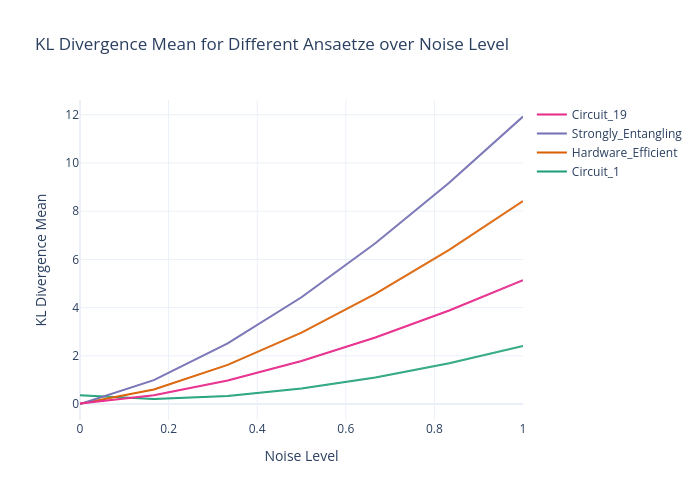 KL Divergence Mean for Different Ansaetze over Noise Level
Circuit_19
Strongly_Entangling
Hardware_Efficient
Circuit_1
KL Divergence Mean
12
10
8
6
4
2
0
0
0.2
0.4
0.6
0.8
1
Noise Level